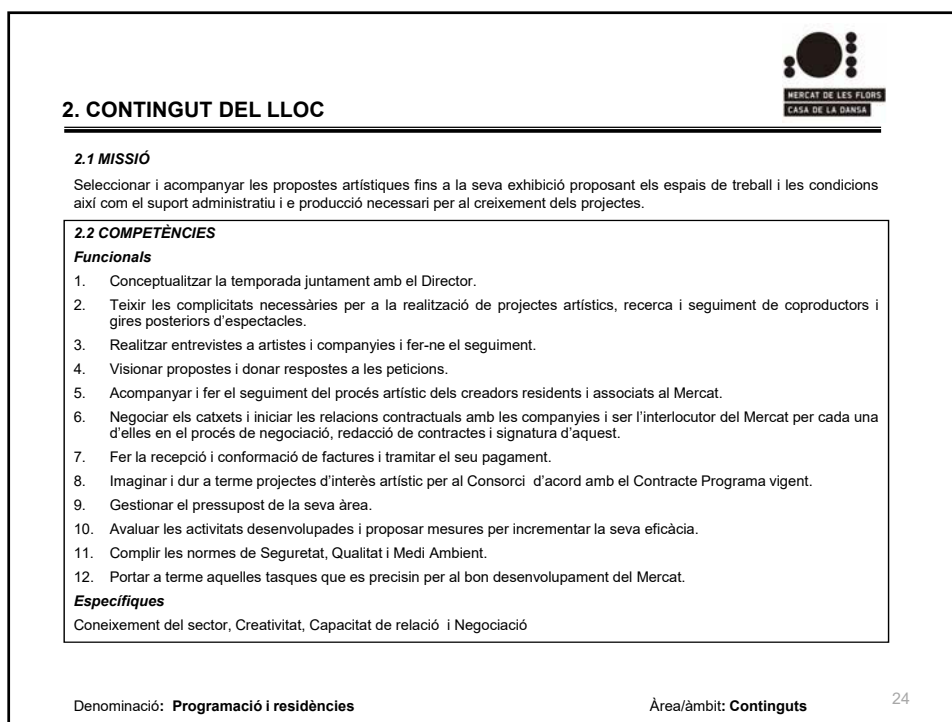 MERCAT DE LES FLORS
CASA DE LA DANSA
2. CONTINGUT DEL LLOC
2.1 MISSIÓ
Seleccionar i acompanyar les propostes artístiques fins a la seva exhibició proposant els espais de treball i les condicions
així com el suport administratiu i e producció necessari per al creixement dels projectes.
2.2 COMPETÈNCIES
Funcionals
1. Conceptualitzar la temporada juntament amb el Director.
2. Teixir les complicitats necessàries per a la realització de projectes artístics, recerca i seguiment de coproductors i
gires posteriors d'espectacles.
3. Realitzar entrevistes a artistes i companyies i fer-ne el seguiment.
4. Visionar propostes i donar respostes a les peticions.
5. Acompanyar i fer el seguiment del procés artístic dels creadors residents i associats al Mercat.
6. Negociar els catxets i iniciar les relacions contractuals amb les companyies i ser l'interlocutor del Mercat per cada una
d'elles en el procés de negociació, redacció de contractes i signatura d'aquest.
7. Fer la recepció i conformació de factures i tramitar el seu pagament.
8. Imaginar i dur a terme projectes d'interès artístic per al Consorci d'acord amb el Contracte Programa vigent.
9. Gestionar el pressupost de la seva àrea.
10. Avaluar les activitats desenvolupades i proposar mesures per incrementar la seva eficàcia.
11. Complir les normes de Seguretat, Qualitat i Medi Ambient.
12. Portar a terme aquelles tasques que es precisin per al bon desenvolupament del Mercat.
Específiques
Coneixement del sector, Creativitat, Capacitat de relació i Negociació
Denominació: Programació i residències Àrea/àmbit: Continguts 24